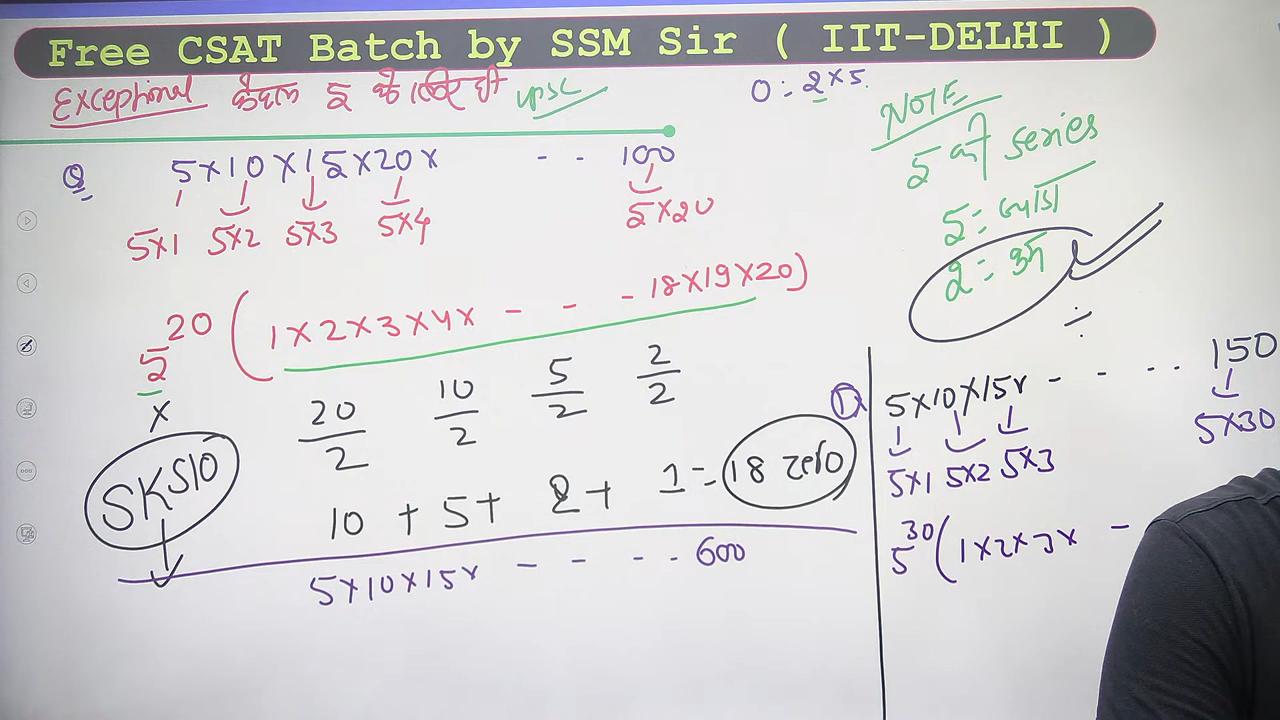 Free CSAT Batch by SSM Sir ( IIT-DELHI )
Exceptional केवल 5 के लिए ही UPSC
0 = 2 × 5
Q 5×10×15×20× - - 100
5×1 5×2 5×3 5×4 5×20
5^20 (1×2×3×4× - - - 18×19×20)
×
SKS10
20/2 10/2 5/2 2/2
10 + 5 + 2 + 1 = 18 zero
5×10×15× - - - - 600
NOTE
5 की series
5 = ज्यादा
2 = कम
÷
5×10×15× - - - - 150
5×1 5×2 5×3 5×30
5^30 (1×2×3× -